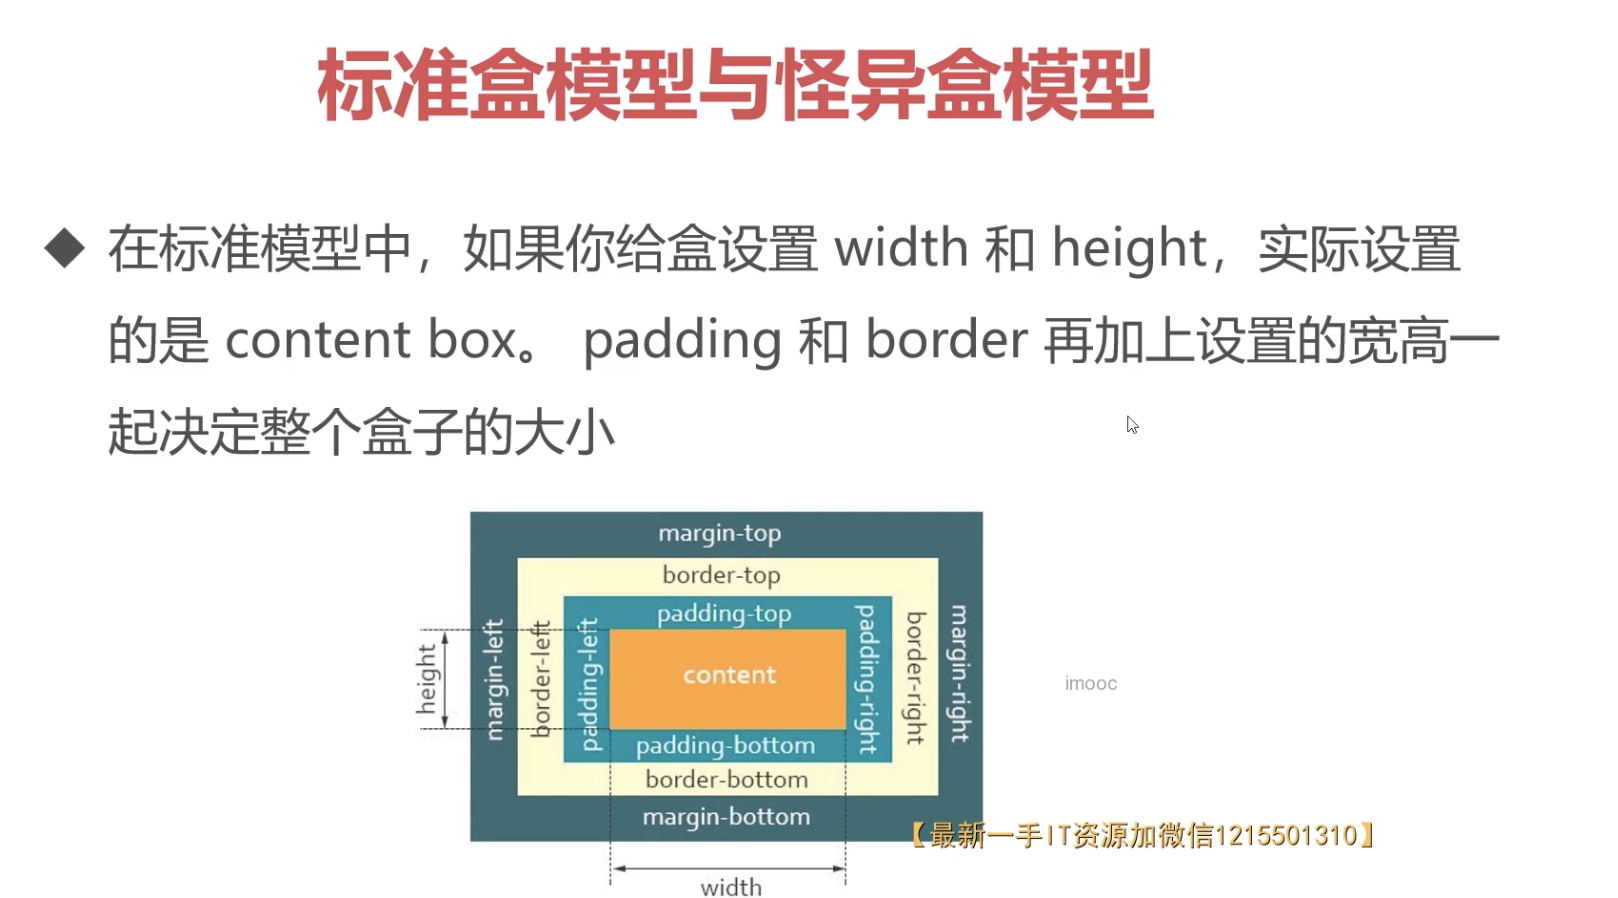 标准盒模型与怪异盒模型
在标准模型中，如果你给盒设置 width 和 height，实际设置
的是 content box。 padding 和 border 再加上设置的宽高一
起决定整个盒子的大小
margin-top
border-top
padding-top
height
margin-left
border-left
padding-left
content
padding-right
border-right
margin-right
imooc
padding-bottom
border-bottom
margin-bottom
【最新一手IT资源加微信1215501310】
width